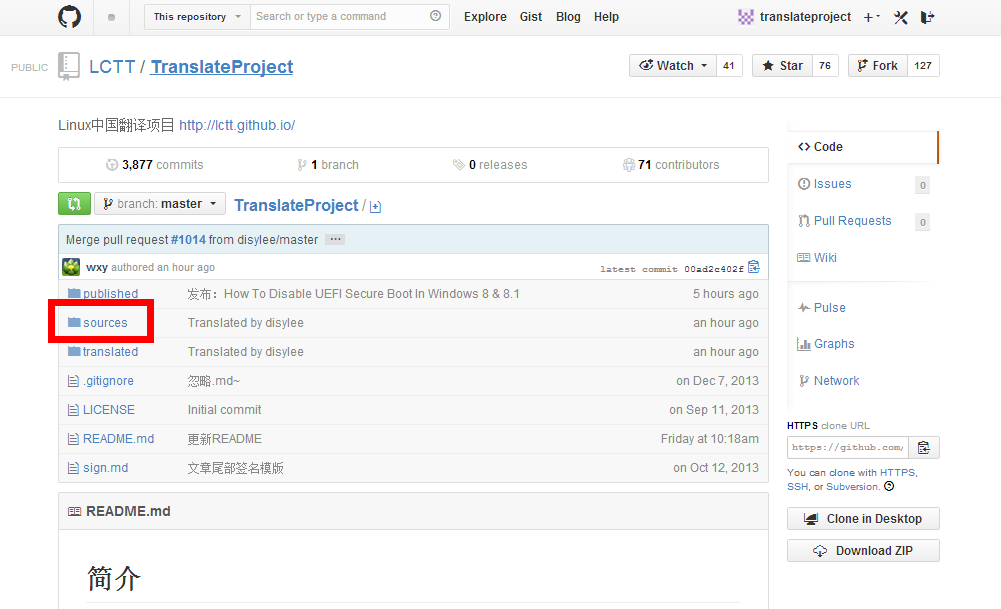 This repository Search or type a command Explore Gist Blog Help translateproject
PUBLIC LCTT / TranslateProject Watch 41 Star 76 Fork 127
Linux中国翻译项目 http://lctt.github.io/
3,877 commits 1 branch 0 releases 71 contributors
branch: master TranslateProject /
Merge pull request #1014 from disylee/master ...
wxy authored an hour ago latest commit 00ad2c402f
published 发布：How To Disable UEFI Secure Boot In Windows 8 & 8.1 5 hours ago
sources Translated by disylee an hour ago
translated Translated by disylee an hour ago
.gitignore 忽略.md~ on Dec 7, 2013
LICENSE Initial commit on Sep 11, 2013
README.md 更新README Friday at 10:18am
sign.md 文章尾部签名模版 on Oct 12, 2013
README.md
简介
Code
Issues 0
Pull Requests 0
Wiki
Pulse
Graphs
Network
HTTPS clone URL
https://github.com/
You can clone with HTTPS,
SSH, or Subversion.
Clone in Desktop
Download ZIP